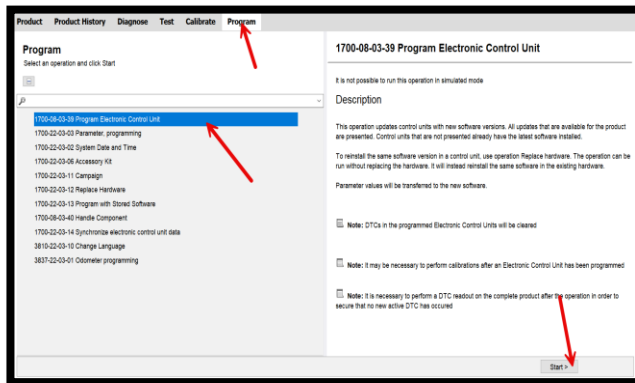 Product Product History Diagnose Test Calibrate Program
Program
Select an operation and click Start
...
1700-08-03-39 Program Electronic Control Unit
1700-22-03-03 Parameter, programming
1700-22-03-02 System Date and Time
1700-22-03-06 Accessory Kit
1700-22-03-11 Campaign
1700-22-03-12 Replace Hardware
1700-22-03-13 Program with Stored Software
1700-08-03-40 Handle Component
1700-22-03-14 Synchronize electronic control unit data
3810-22-03-10 Change Language
3837-22-03-01 Odometer programming
1700-08-03-39 Program Electronic Control Unit
It is not possible to run this operation in simulated mode
Description
This operation updates control units with new software versions. All updates that are available for the product
are presented. Control units that are not presented already have the latest software installed.
To reinstall the same software version in a control unit, use operation Replace hardware. The operation can be
run without replacing the hardware. It will instead reinstall the same software in the existing hardware.
Parameter values will be transferred to the new software.
Note: DTCs in the programmed Electronic Control Units will be cleared
Note: It may be necessary to perform calibrations after an Electronic Control Unit has been programmed
Note: It is necessary to perform a DTC readout on the complete product after the operation in order to
secure that no new active DTC has occured
Start >